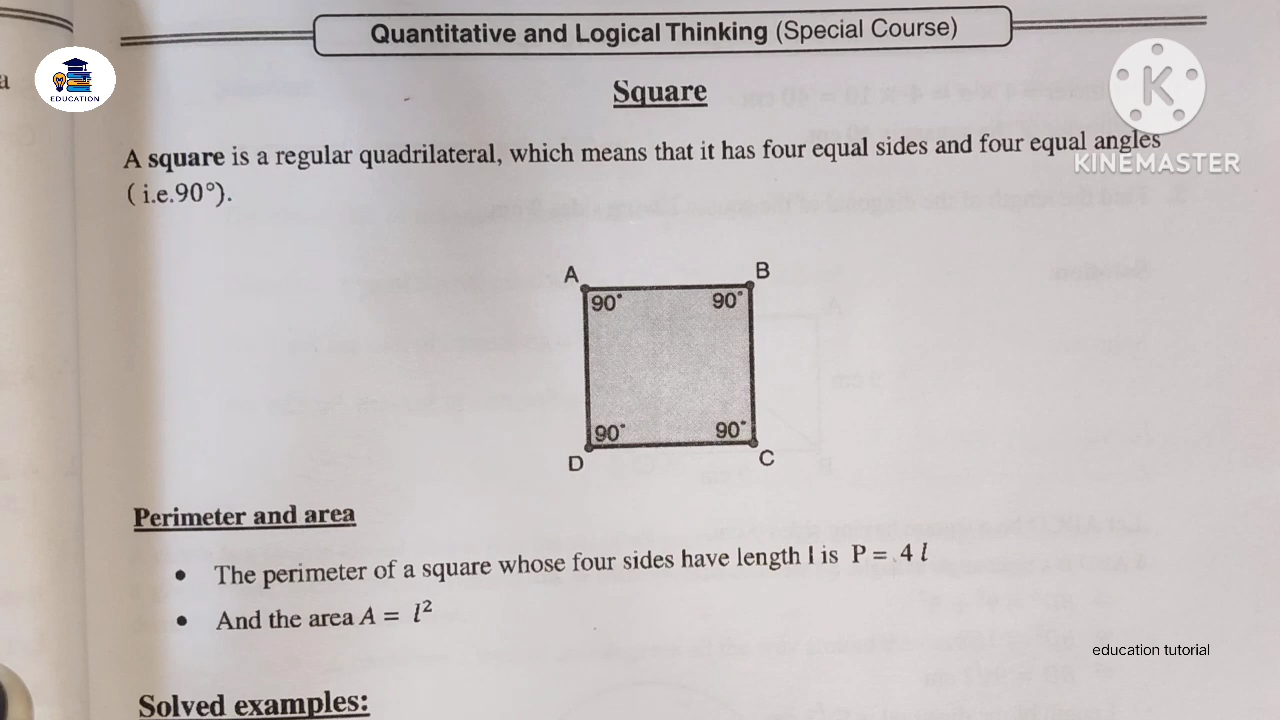 Quantitative and Logical Thinking (Special Course)
a
EDUCATION
Square
K
KINEMASTER
A square is a regular quadrilateral, which means that it has four equal sides and four equal angles
( i.e.90°).
A
B
90°
90°
90°
90°
D
C
Perimeter and area
• The perimeter of a square whose four sides have length l is P = 4 l
• And the area A = l²
education tutorial
Solved examples: